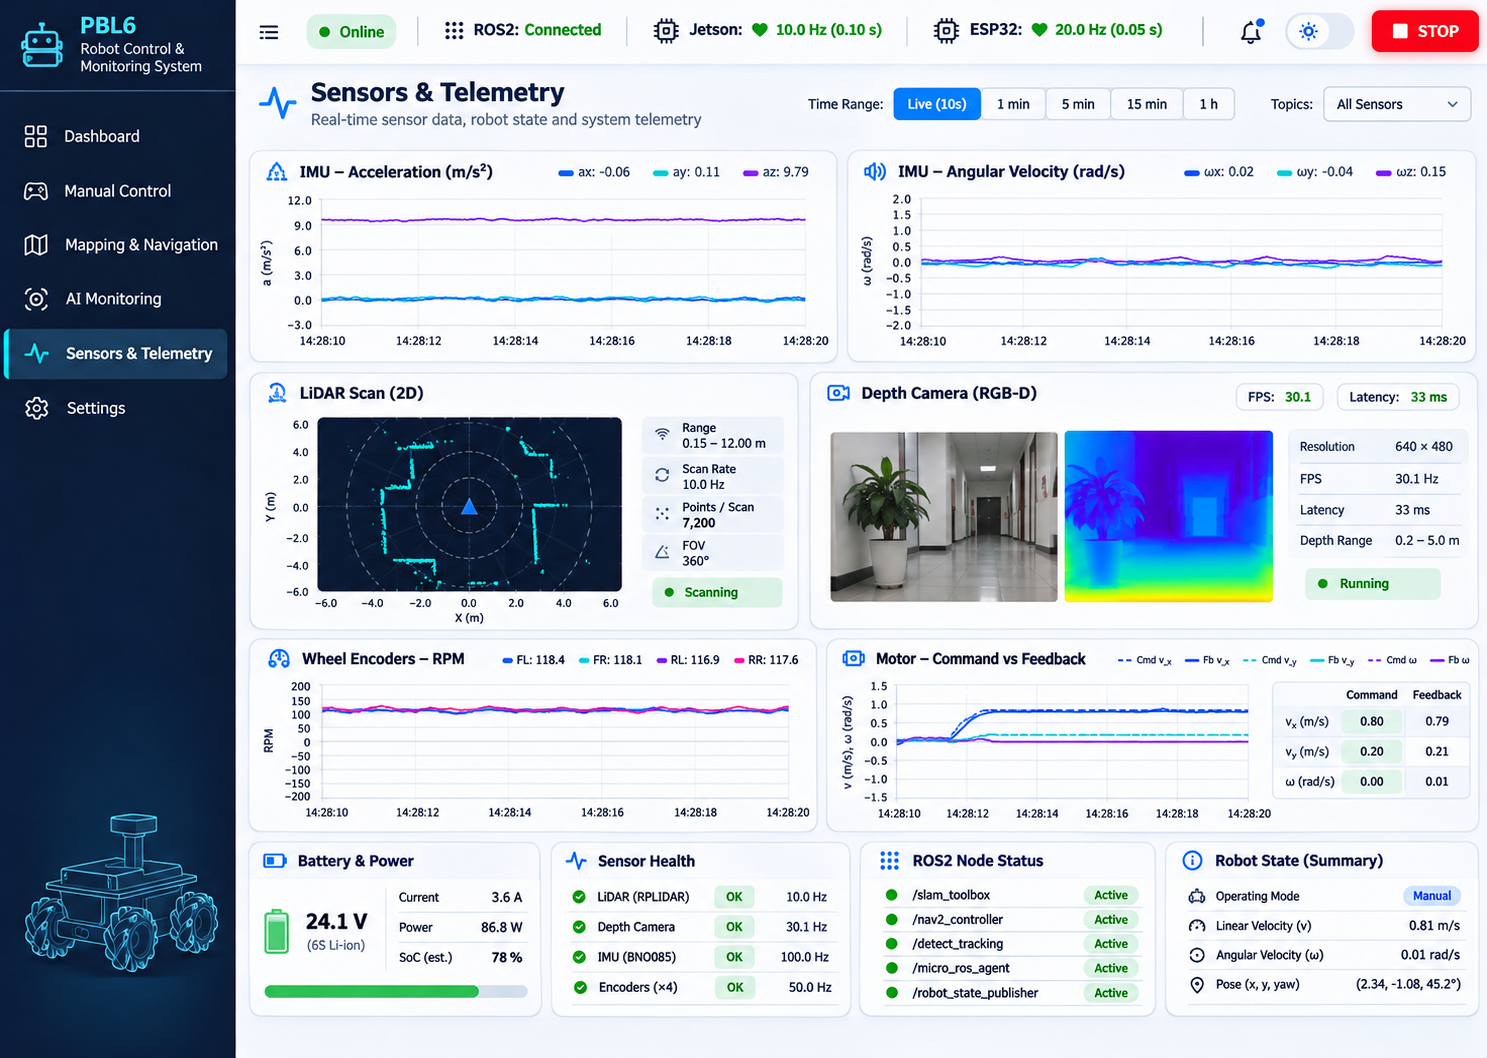 PBL6
Robot Control &
Monitoring System
Dashboard
Manual Control
Mapping & Navigation
AI Monitoring
Sensors & Telemetry
Settings
Online
ROS2: Connected
Jetson: 10.0 Hz (0.10 s)
ESP32: 20.0 Hz (0.05 s)
STOP
Sensors & Telemetry
Real-time sensor data, robot state and system telemetry
Time Range: Live (10s) 1 min 5 min 15 min 1 h
Topics: All Sensors
IMU – Acceleration (m/s²)
ax: -0.06 ay: 0.11 az: 9.79
a (m/s²)
12.0
9.0
6.0
3.0
0.0
−3.0
14:28:10 14:28:12 14:28:14 14:28:16 14:28:18 14:28:20
IMU – Angular Velocity (rad/s)
ωx: 0.02 ωy: -0.04 ωz: 0.15
ω (rad/s)
2.0
1.5
1.0
0.5
0.0
−0.5
−1.0
−1.5
−2.0
14:28:10 14:28:12 14:28:14 14:28:16 14:28:18 14:28:20
LiDAR Scan (2D)
Y (m)
6.0
4.0
2.0
0.0
−2.0
−4.0
−6.0
−6.0 −4.0 −2.0 0.0 2.0 4.0 6.0
X (m)
Range
0.15 – 12.00 m
Scan Rate
10.0 Hz
Points / Scan
7,200
FOV
360°
Scanning
Depth Camera (RGB-D)
FPS: 30.1
Latency: 33 ms
Resolution 640 × 480
FPS 30.1 Hz
Latency 33 ms
Depth Range 0.2 – 5.0 m
Running
Wheel Encoders – RPM
FL: 118.4 FR: 118.1 RL: 116.9 RR: 117.6
RPM
200
150
100
50
0
−50
−100
−150
−200
14:28:10 14:28:12 14:28:14 14:28:16 14:28:18 14:28:20
Motor – Command vs Feedback
Cmd v_x Fb v_x Cmd v_y Fb v_y Cmd ω Fb ω
v (m/s), ω (rad/s)
1.5
1.0
0.5
0.0
−0.5
−1.0
−1.5
14:28:10 14:28:12 14:28:14 14:28:16 14:28:18 14:28:20
Command Feedback
vx (m/s) 0.80 0.79
vy (m/s) 0.20 0.21
ω (rad/s) 0.00 0.01
Battery & Power
24.1 V
(6S Li-ion)
Current 3.6 A
Power 86.8 W
SoC (est.) 78 %
Sensor Health
LiDAR (RPLIDAR) OK 10.0 Hz
Depth Camera OK 30.1 Hz
IMU (BNO085) OK 100.0 Hz
Encoders (×4) OK 50.0 Hz
ROS2 Node Status
/slam_toolbox Active
/nav2_controller Active
/detect_tracking Active
/micro_ros_agent Active
/robot_state_publisher Active
Robot State (Summary)
Operating Mode Manual
Linear Velocity (v) 0.81 m/s
Angular Velocity (ω) 0.01 rad/s
Pose (x, y, yaw) (2.34, -1.08, 45.2°)